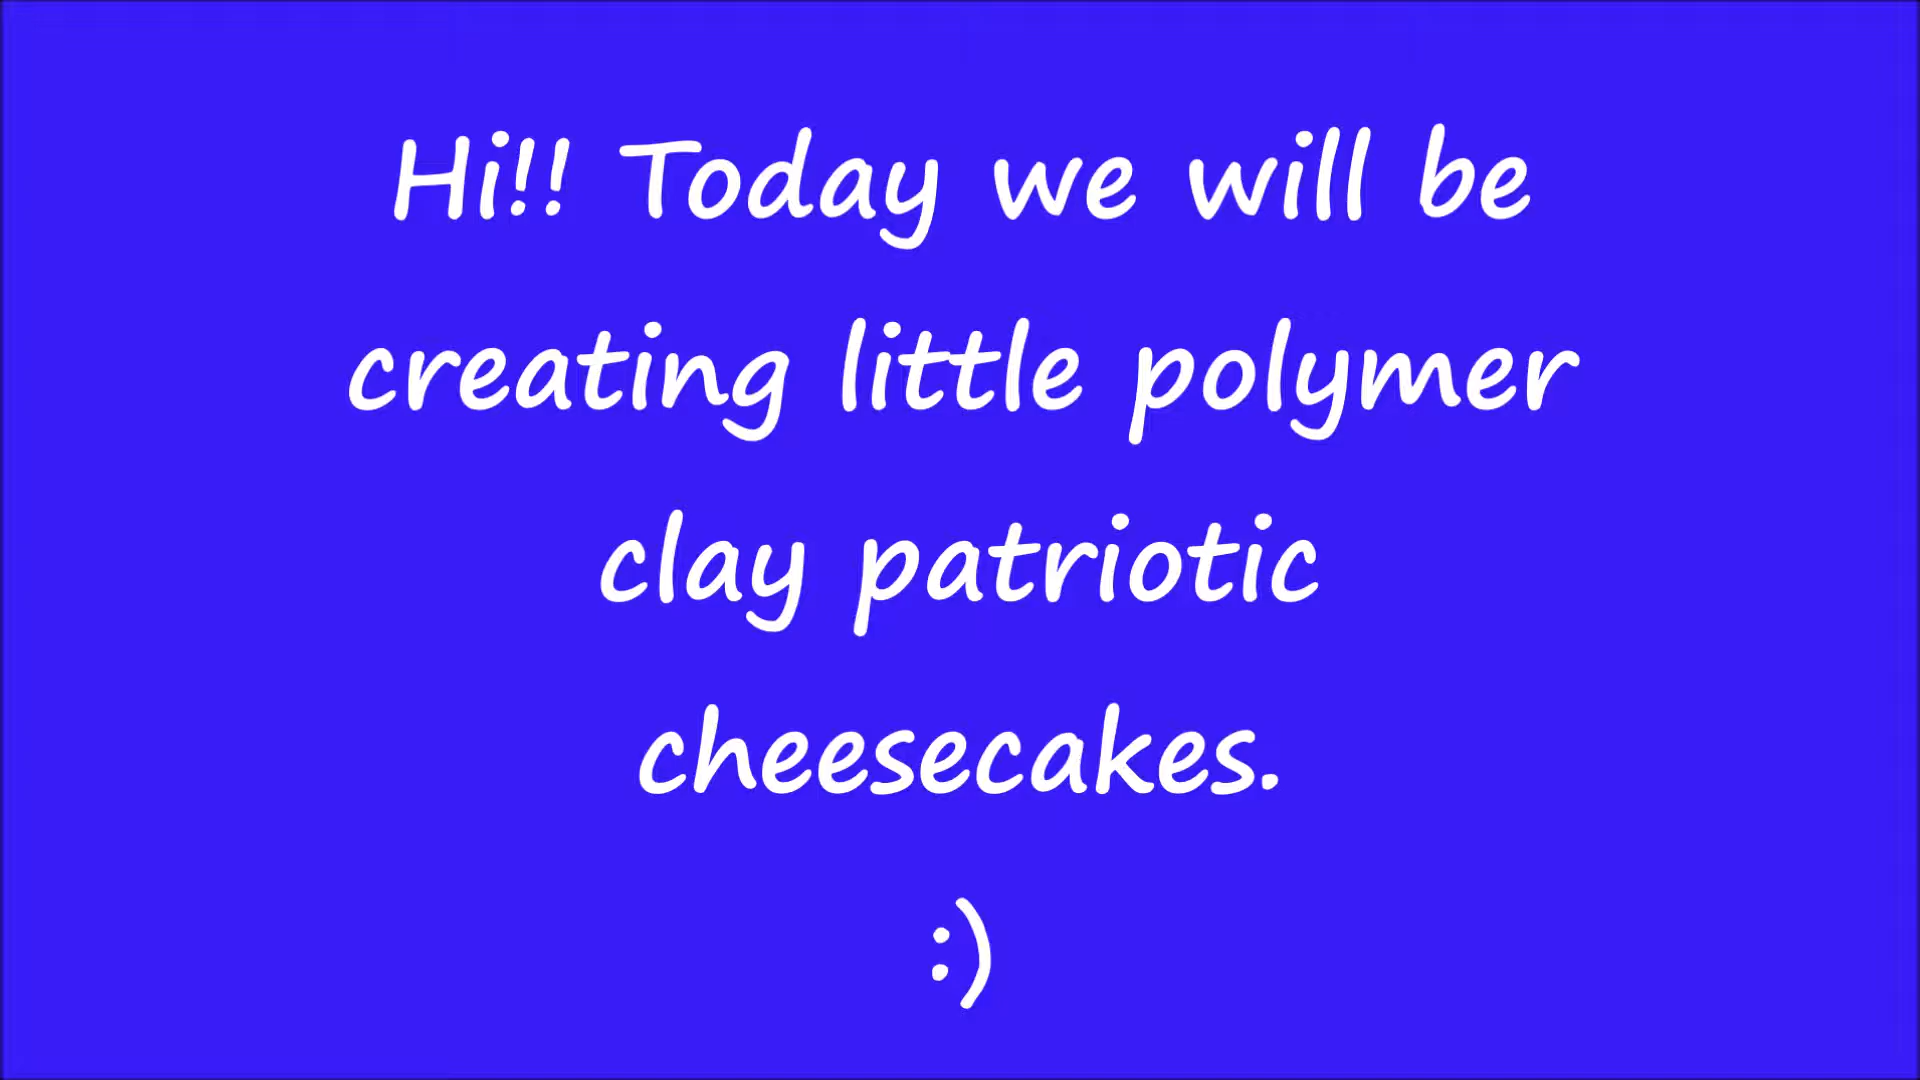 Hi!! Today we will be
creating little polymer
clay patriotic
cheesecakes.
:)